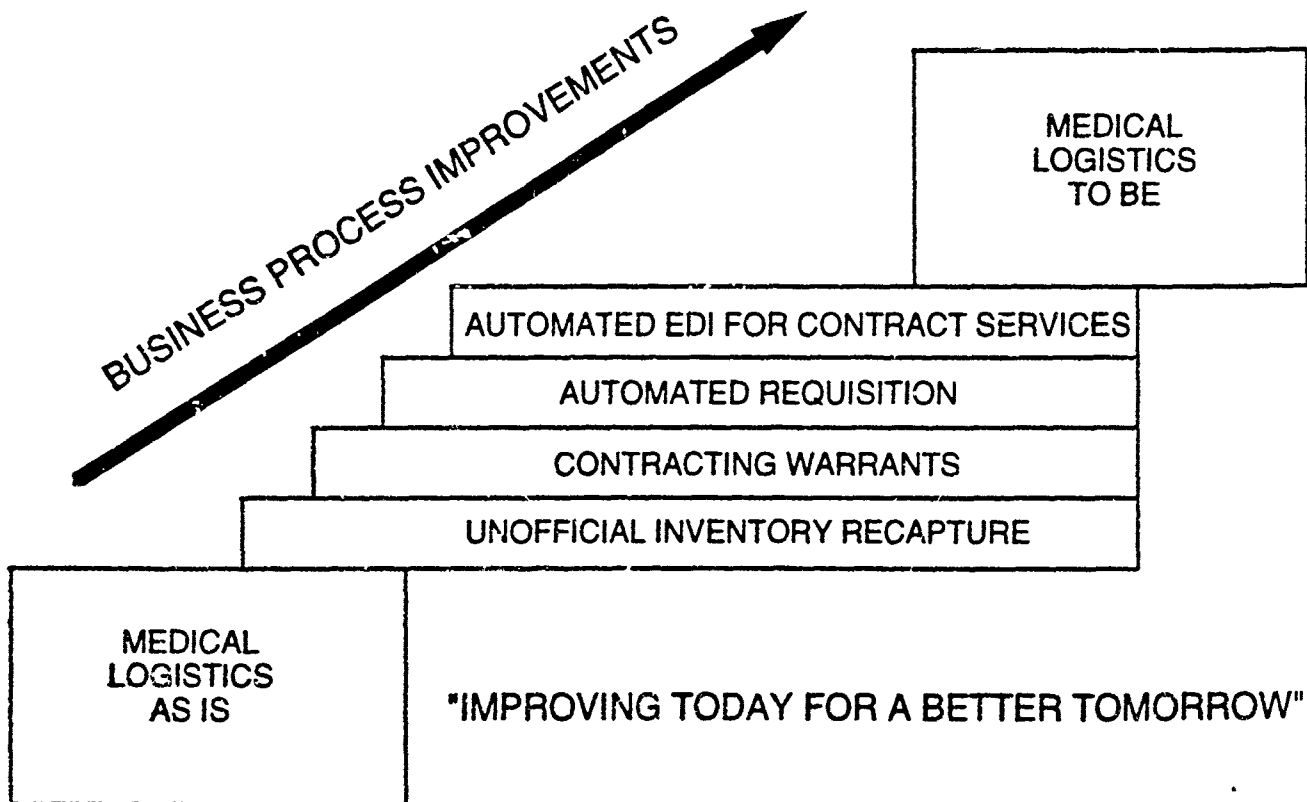 BUSINESS PROCESS IMPROVEMENTS
MEDICAL
LOGISTICS
TO BE
AUTOMATED EDI FOR CONTRACT SERVICES
AUTOMATED REQUISITION
CONTRACTING WARRANTS
UNOFFICIAL INVENTORY RECAPTURE
MEDICAL
LOGISTICS
AS IS
"IMPROVING TODAY FOR A BETTER TOMORROW"